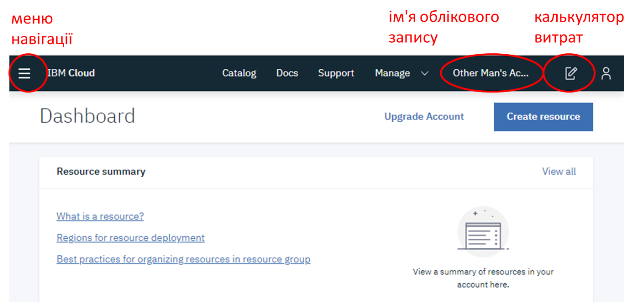 меню
навігації
ім'я облікового
запису
калькулятор
витрат
IBM Cloud
Catalog
Docs
Support
Manage
Other Man's Ac...
Dashboard
Upgrade Account
Create resource
Resource summary
View all
What is a resource?
Regions for resource deployment
Best practices for organizing resources in resource group
View a summary of resources in your
account here.